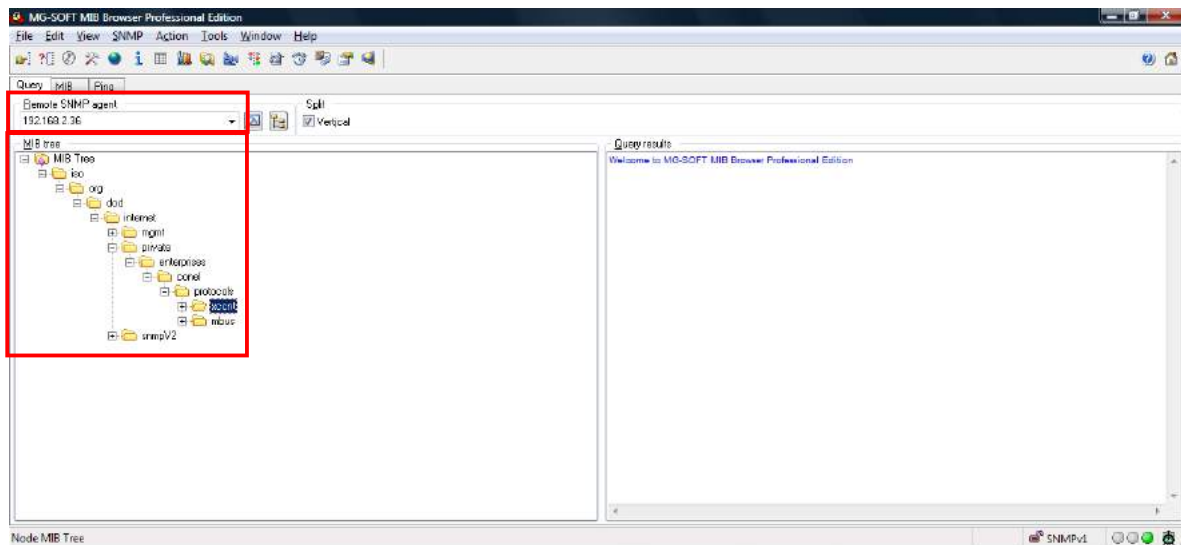 MG-SOFT MIB Browser Professional Edition
File Edit View SNMP Action Tools Window Help
Query MIB Ping
Remote SNMP agent Split
192.168.2.36 Vertical
MIB tree Query results
MIB Tree Welcome to MG-SOFT MIB Browser Professional Edition
iso
org
dod
internet
mgmt
private
enterprises
conel
protocols
mbus
snmpV2
Node MIB Tree SNMPv1